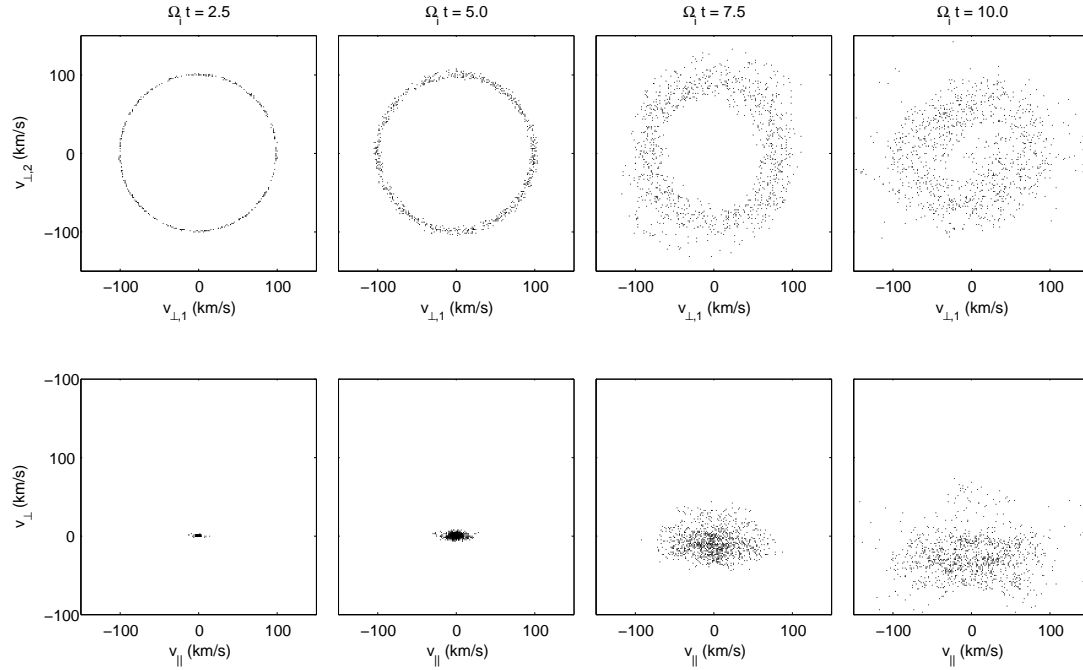 Ω_i t = 2.5 Ω_i t = 5.0 Ω_i t = 7.5 Ω_i t = 10.0
100
0
−100
v_⊥,2 (km/s)
−100 0 100 −100 0 100 −100 0 100 −100 0 100
v_⊥,1 (km/s) v_⊥,1 (km/s) v_⊥,1 (km/s) v_⊥,1 (km/s)
−100
100
0
−100
v_⊥ (km/s)
−100 0 100 −100 0 100 −100 0 100 −100 0 100
v_|| (km/s) v_|| (km/s) v_|| (km/s) v_|| (km/s)